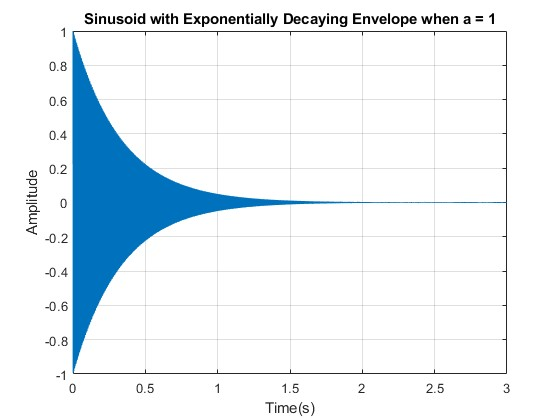 Sinusoid with Exponentially Decaying Envelope when a = 1
1
0.8
0.6
0.4
0.2
0
-0.2
-0.4
-0.6
-0.8
-1
Amplitude
0 0.5 1 1.5 2 2.5 3
Time(s)